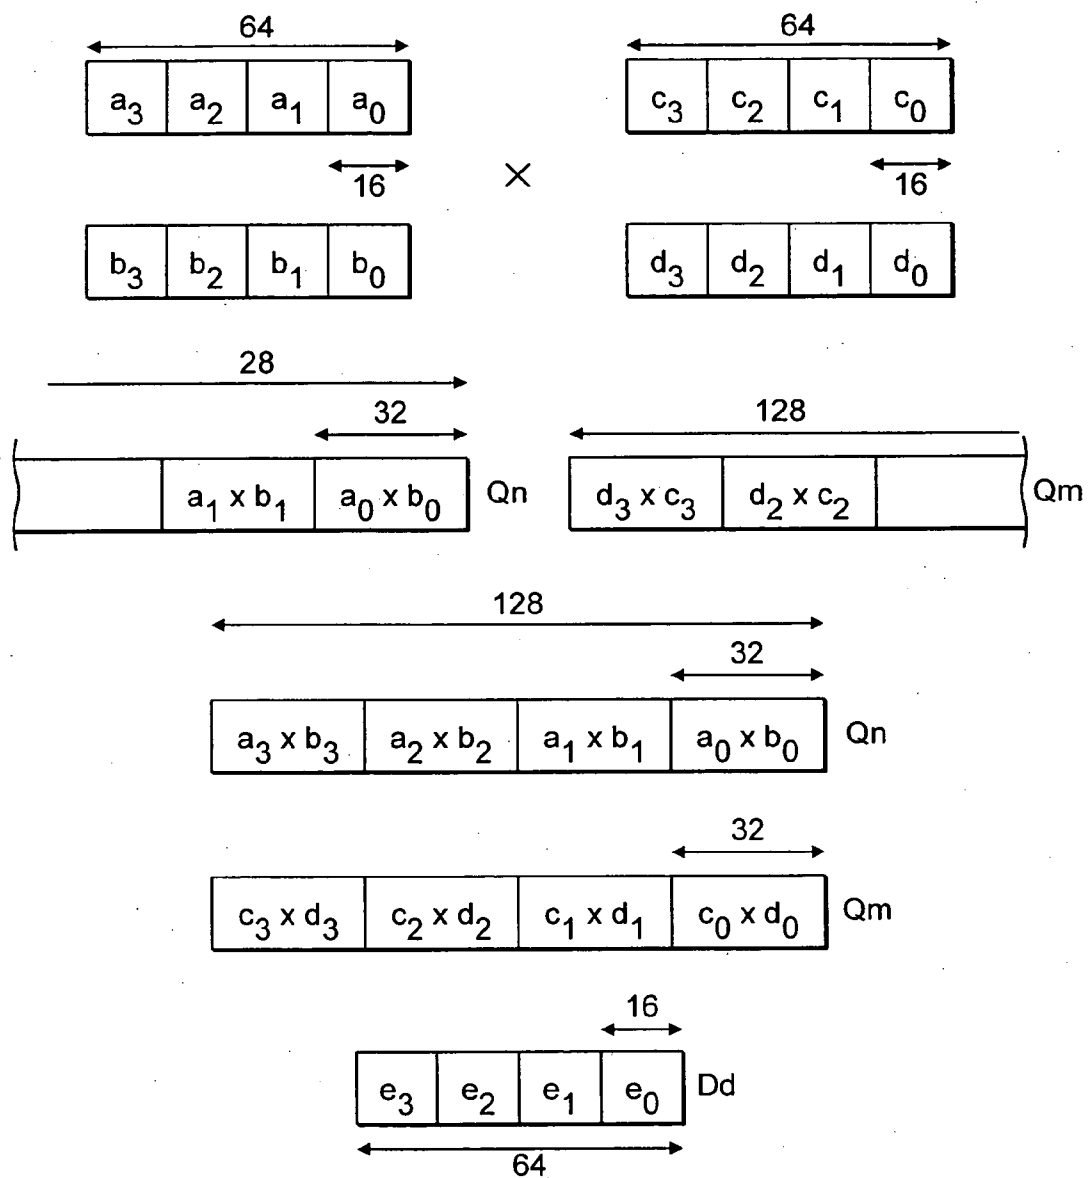 64 64
a3 a2 a1 a0 c3 c2 c1 c0
16 × 16
b3 b2 b1 b0 d3 d2 d1 d0
28
32 128
a1 x b1 a0 x b0 Qn d3 x c3 d2 x c2 Qm
128
32
a3 x b3 a2 x b2 a1 x b1 a0 x b0 Qn
32
c3 x d3 c2 x d2 c1 x d1 c0 x d0 Qm
16
e3 e2 e1 e0 Dd
64